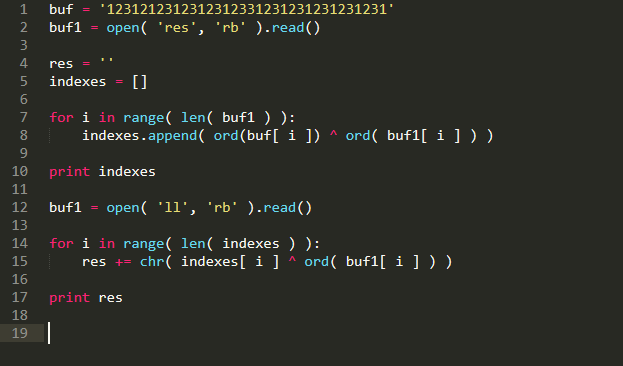 1 buf = '1231212312312312331231231231231231231'
2 buf1 = open( 'res', 'rb' ).read()
3
4 res = ''
5 indexes = []
6
7 for i in range( len( buf1 ) ):
8 indexes.append( ord(buf[ i ]) ^ ord( buf1[ i ] ) )
9
10 print indexes
11
12 buf1 = open( 'll', 'rb' ).read()
13
14 for i in range( len( indexes ) ):
15 res += chr( indexes[ i ] ^ ord( buf1[ i ] ) )
16
17 print res
18
19